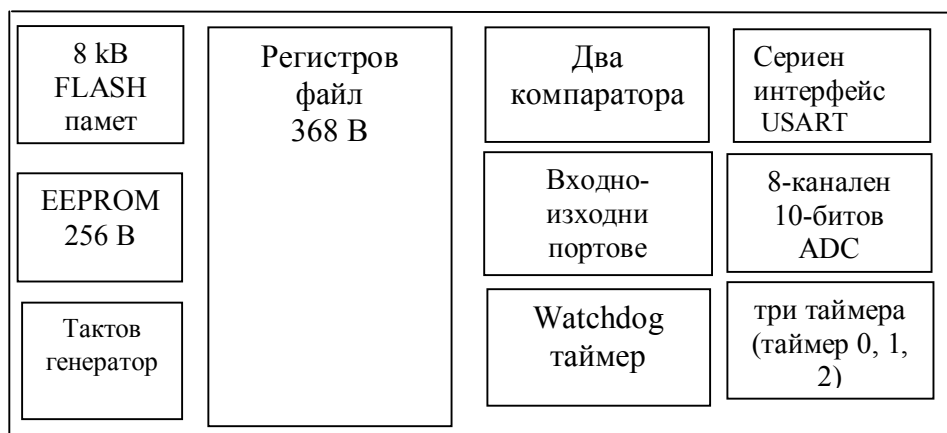 8 kB
FLASH
памет
Регистров
файл
368 B
Два
компаратора
Сериен
интерфейс
USART
EEPROM
256 B
Входно-
изходни
портове
8-канален
10-битов
ADC
Тактов
генератор
Watchdog
таймер
три таймера
(таймер 0, 1,
2)